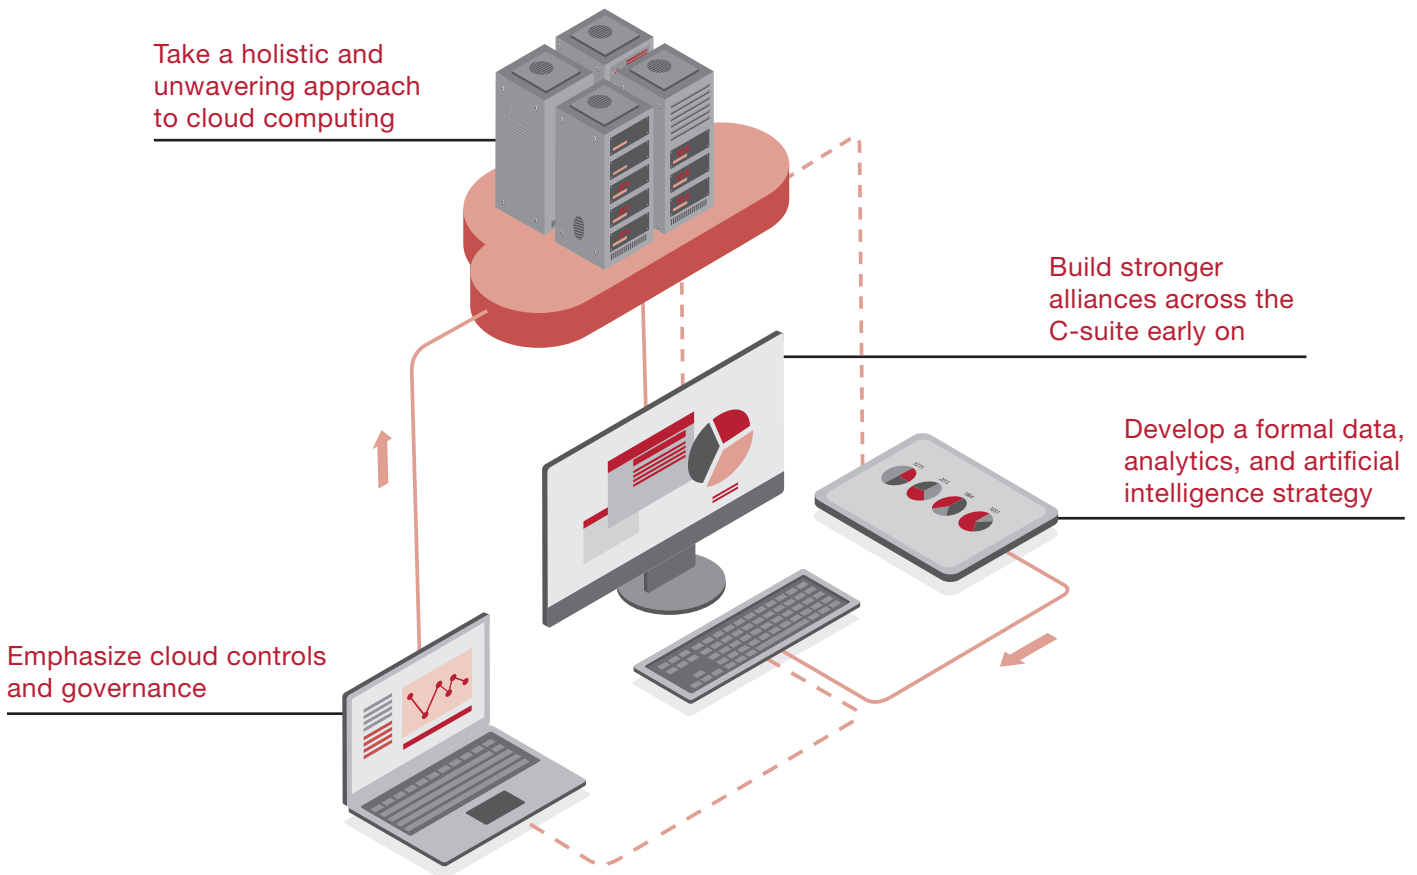 Take a holistic and
unwavering approach
to cloud computing
Build stronger
alliances across the
C-suite early on
Develop a formal data,
analytics, and artificial
intelligence strategy
Emphasize cloud controls
and governance